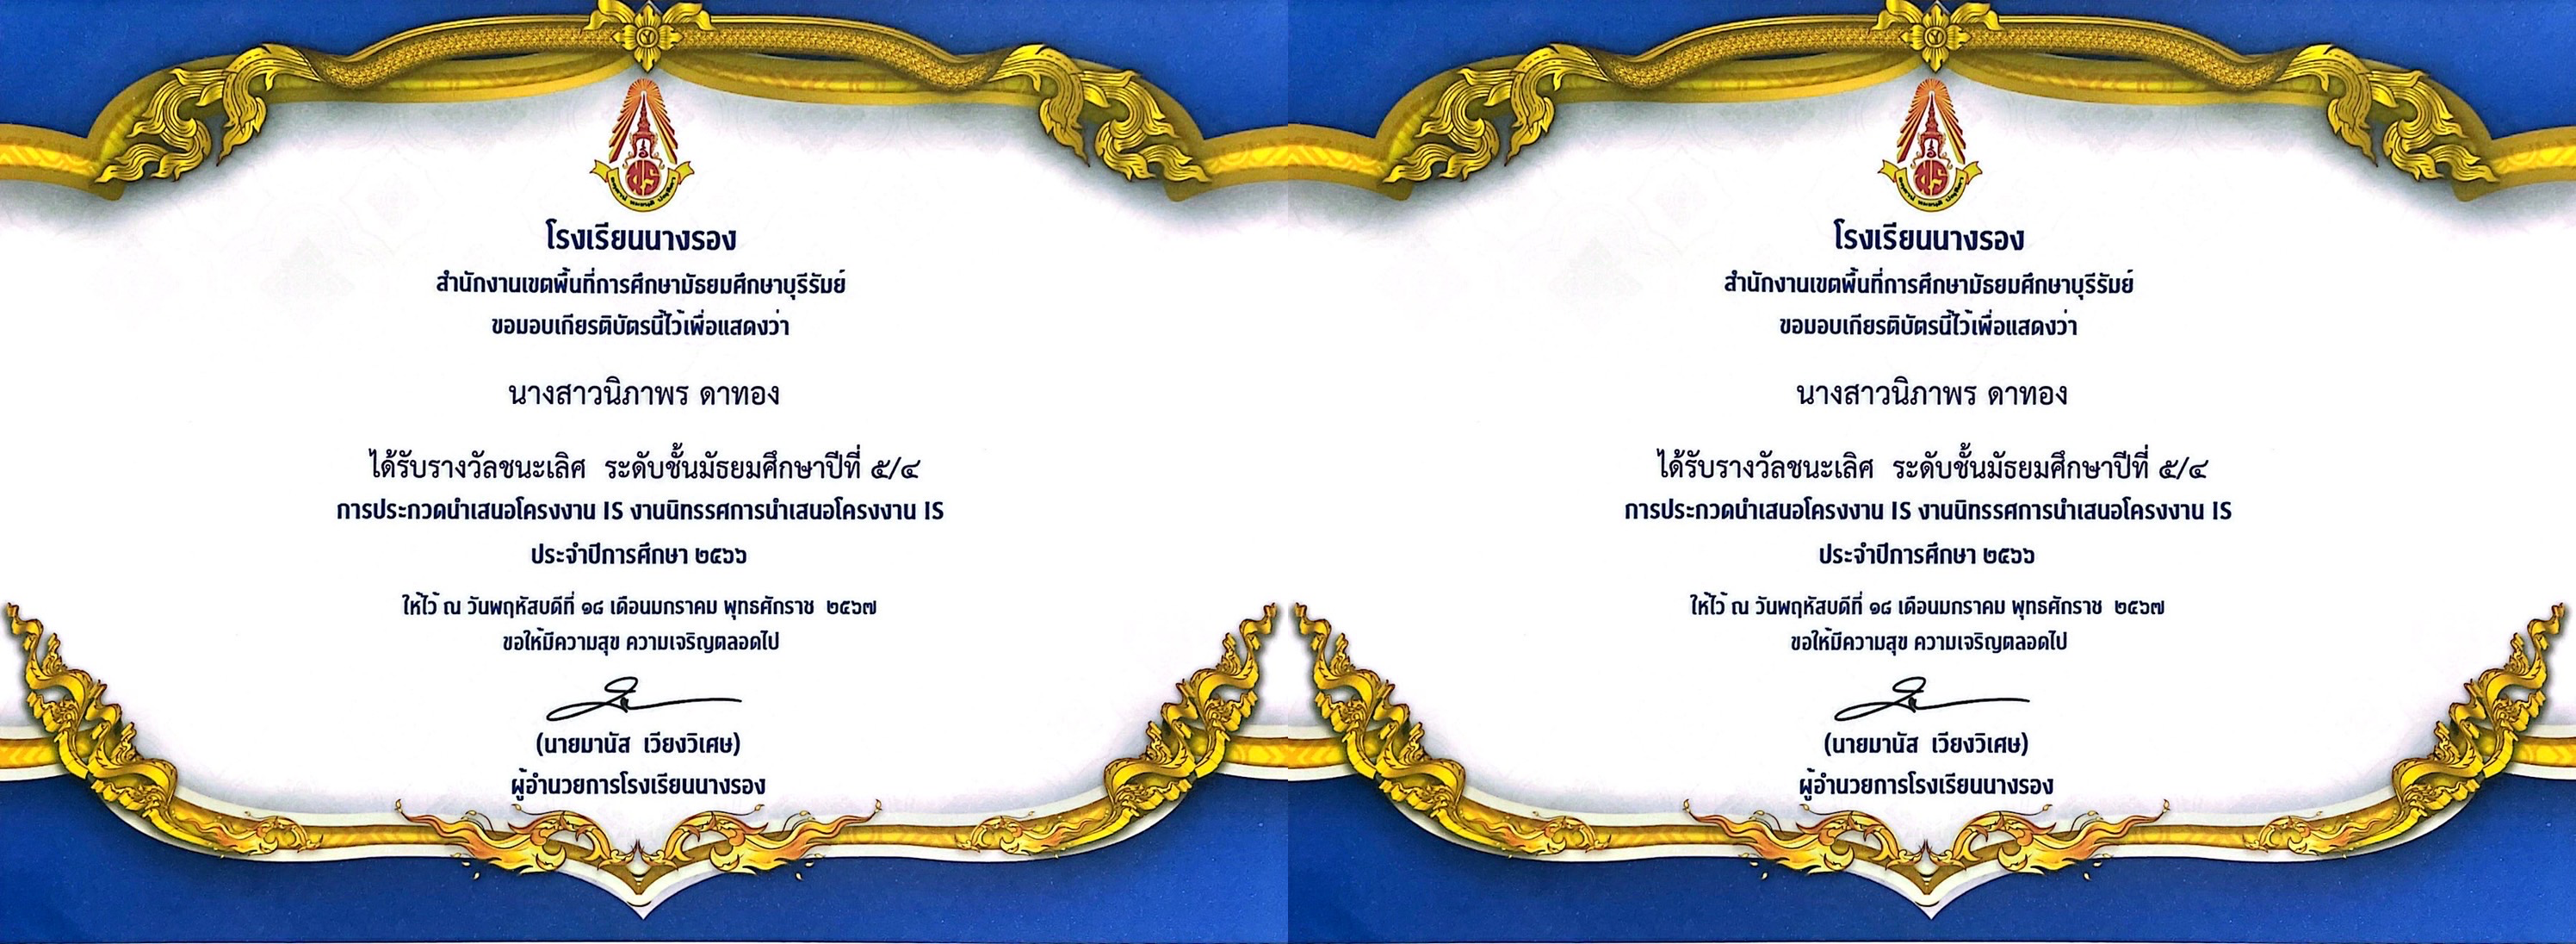 โรงเรียนนางรอง
สำนักงานเขตพื้นที่การศึกษามัธยมศึกษาบุรีรัมย์
ขอมอบเกียรติบัตรนี้ไว้เพื่อแสดงว่า
นางสาวนิภาพร ดาทอง
ได้รับรางวัลชนะเลิศ ระดับชั้นมัธยมศึกษาปีที่ ๕/๔
การประกวดนำเสนอโครงงาน IS งานนิทรรศการนำเสนอโครงงาน IS
ประจำปีการศึกษา ๒๕๖๖
ให้ไว้ ณ วันพฤหัสบดีที่ ๑๘ เดือนมกราคม พุทธศักราช ๒๕๖๗
ขอให้มีความสุข ความเจริญตลอดไป
(นายมานัส เวียงวิเศษ)
ผู้อำนวยการโรงเรียนนางรอง
โรงเรียนนางรอง
สำนักงานเขตพื้นที่การศึกษามัธยมศึกษาบุรีรัมย์
ขอมอบเกียรติบัตรนี้ไว้เพื่อแสดงว่า
นางสาวนิภาพร ดาทอง
ได้รับรางวัลชนะเลิศ ระดับชั้นมัธยมศึกษาปีที่ ๕/๔
การประกวดนำเสนอโครงงาน IS งานนิทรรศการนำเสนอโครงงาน IS
ประจำปีการศึกษา ๒๕๖๖
ให้ไว้ ณ วันพฤหัสบดีที่ ๑๘ เดือนมกราคม พุทธศักราช ๒๕๖๗
ขอให้มีความสุข ความเจริญตลอดไป
(นายมานัส เวียงวิเศษ)
ผู้อำนวยการโรงเรียนนางรอง